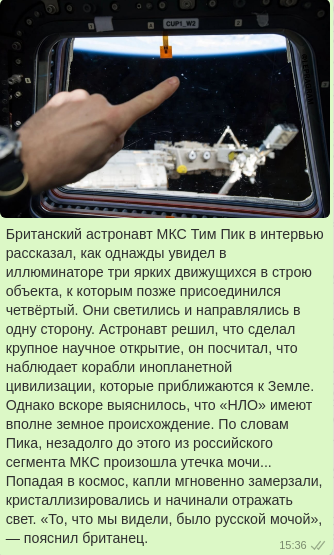 CUP1_W2
Британский астронавт МКС Тим Пик в интервью
рассказал, как однажды увидел в
иллюминаторе три ярких движущихся в строю
объекта, к которым позже присоединился
четвёртый. Они светились и направлялись в
одну сторону. Астронавт решил, что сделал
крупное научное открытие, он посчитал, что
наблюдает корабли инопланетной
цивилизации, которые приближаются к Земле.
Однако вскоре выяснилось, что «НЛО» имеют
вполне земное происхождение. По словам
Пика, незадолго до этого из российского
сегмента МКС произошла утечка мочи...
Попадая в космос, капли мгновенно замерзали,
кристаллизировались и начинали отражать
свет. «То, что мы видели, было русской мочой»,
— пояснил британец.
15:36